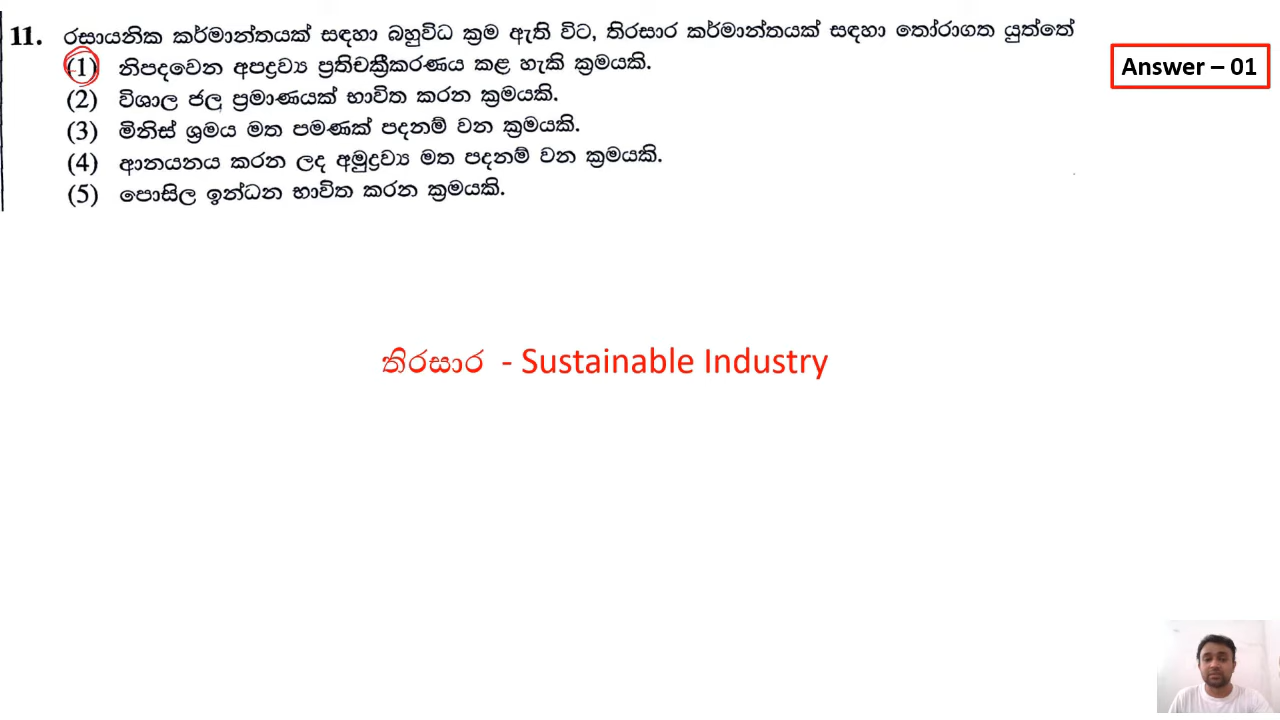 11. රසායනික කර්මාන්තයක් සඳහා බහුවිධ ක්‍රම ඇති විට, තිරසාර කර්මාන්තයක් සඳහා තෝරාගත යුත්තේ
(1) නිපදවෙන අපද්‍රව්‍ය ප්‍රතිචක්‍රීකරණය කළ හැකි ක්‍රමයකි.
Answer – 01
(2) විශාල ජල ප්‍රමාණයක් භාවිත කරන ක්‍රමයකි.
(3) මිනිස් ශ්‍රමය මත පමණක් පදනම් වන ක්‍රමයකි.
(4) ආනයනය කරන ලද අමුද්‍රව්‍ය මත පදනම් වන ක්‍රමයකි.
(5) පොසිල ඉන්ධන භාවිත කරන ක්‍රමයකි.
තිරසාර - Sustainable Industry